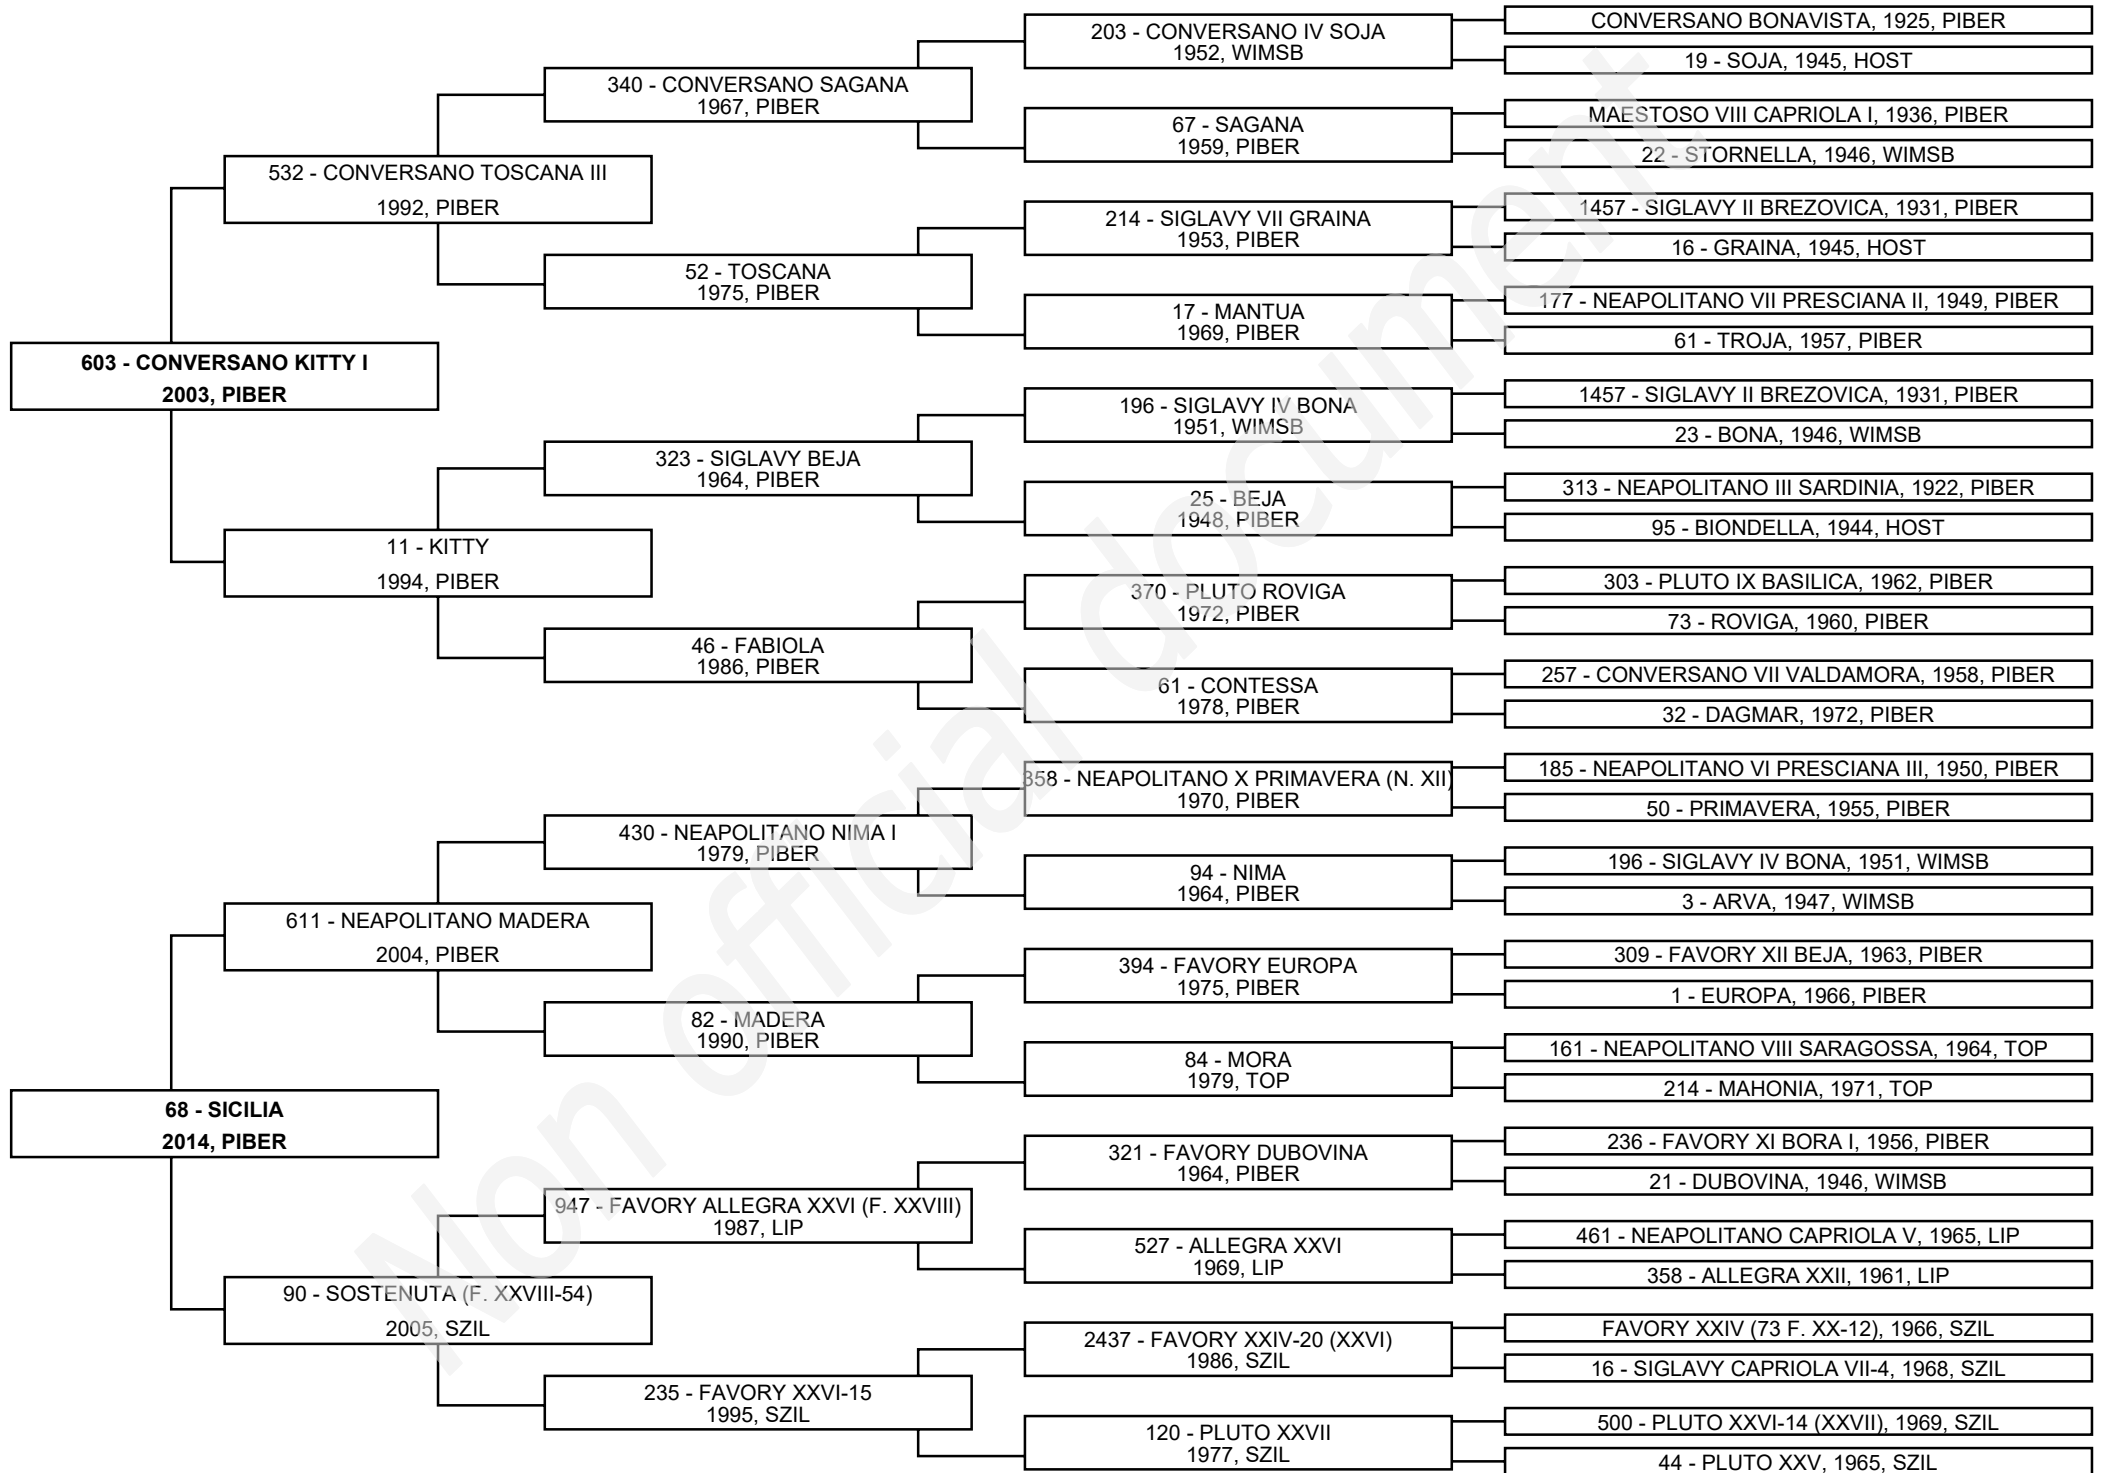 603 - CONVERSANO KITTY I
2003, PIBER
68 - SICILIA
2014, PIBER
532 - CONVERSANO TOSCANA III
1992, PIBER
11 - KITTY
1994, PIBER
611 - NEAPOLITANO MADERA
2004, PIBER
90 - SOSTENUTA (F. XXVIII-54)
2005, SZIL
340 - CONVERSANO SAGANA
1967, PIBER
52 - TOSCANA
1975, PIBER
323 - SIGLAVY BEJA
1964, PIBER
46 - FABIOLA
1986, PIBER
430 - NEAPOLITANO NIMA I
1979, PIBER
82 - MADERA
1990, PIBER
947 - FAVORY ALLEGRA XXVI (F. XXVIII)
1987, LIP
235 - FAVORY XXVI-15
1995, SZIL
203 - CONVERSANO IV SOJA
1952, WIMSB
67 - SAGANA
1959, PIBER
214 - SIGLAVY VII GRAINA
1953, PIBER
17 - MANTUA
1969, PIBER
196 - SIGLAVY IV BONA
1951, WIMSB
25 - BEJA
1948, PIBER
370 - PLUTO ROVIGA
1972, PIBER
61 - CONTESSA
1978, PIBER
358 - NEAPOLITANO X PRIMAVERA (N. XII)
1970, PIBER
94 - NIMA
1964, PIBER
394 - FAVORY EUROPA
1975, PIBER
84 - MORA
1979, TOP
321 - FAVORY DUBOVINA
1964, PIBER
527 - ALLEGRA XXVI
1969, LIP
2437 - FAVORY XXIV-20 (XXVI)
1986, SZIL
120 - PLUTO XXVII
1977, SZIL
CONVERSANO BONAVISTA, 1925, PIBER
19 - SOJA, 1945, HOST
MAESTOSO VIII CAPRIOLA I, 1936, PIBER
22 - STORNELLA, 1946, WIMSB
1457 - SIGLAVY II BREZOVICA, 1931, PIBER
16 - GRAINA, 1945, HOST
177 - NEAPOLITANO VII PRESCIANA II, 1949, PIBER
61 - TROJA, 1957, PIBER
1457 - SIGLAVY II BREZOVICA, 1931, PIBER
23 - BONA, 1946, WIMSB
313 - NEAPOLITANO III SARDINIA, 1922, PIBER
95 - BIONDELLA, 1944, HOST
303 - PLUTO IX BASILICA, 1962, PIBER
73 - ROVIGA, 1960, PIBER
257 - CONVERSANO VII VALDAMORA, 1958, PIBER
32 - DAGMAR, 1972, PIBER
185 - NEAPOLITANO VI PRESCIANA III, 1950, PIBER
50 - PRIMAVERA, 1955, PIBER
196 - SIGLAVY IV BONA, 1951, WIMSB
3 - ARVA, 1947, WIMSB
309 - FAVORY XII BEJA, 1963, PIBER
1 - EUROPA, 1966, PIBER
161 - NEAPOLITANO VIII SARAGOSSA, 1964, TOP
214 - MAHONIA, 1971, TOP
236 - FAVORY XI BORA I, 1956, PIBER
21 - DUBOVINA, 1946, WIMSB
461 - NEAPOLITANO CAPRIOLA V, 1965, LIP
358 - ALLEGRA XXII, 1961, LIP
FAVORY XXIV (73 F. XX-12), 1966, SZIL
16 - SIGLAVY CAPRIOLA VII-4, 1968, SZIL
500 - PLUTO XXVI-14 (XXVII), 1969, SZIL
44 - PLUTO XXV, 1965, SZIL
Non official document